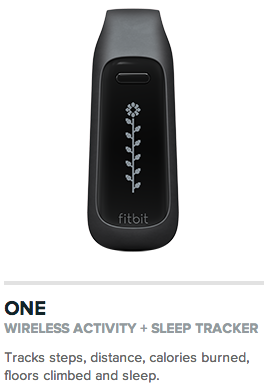 fitbit
ONE
WIRELESS ACTIVITY + SLEEP TRACKER
Tracks steps, distance, calories burned,
floors climbed and sleep.